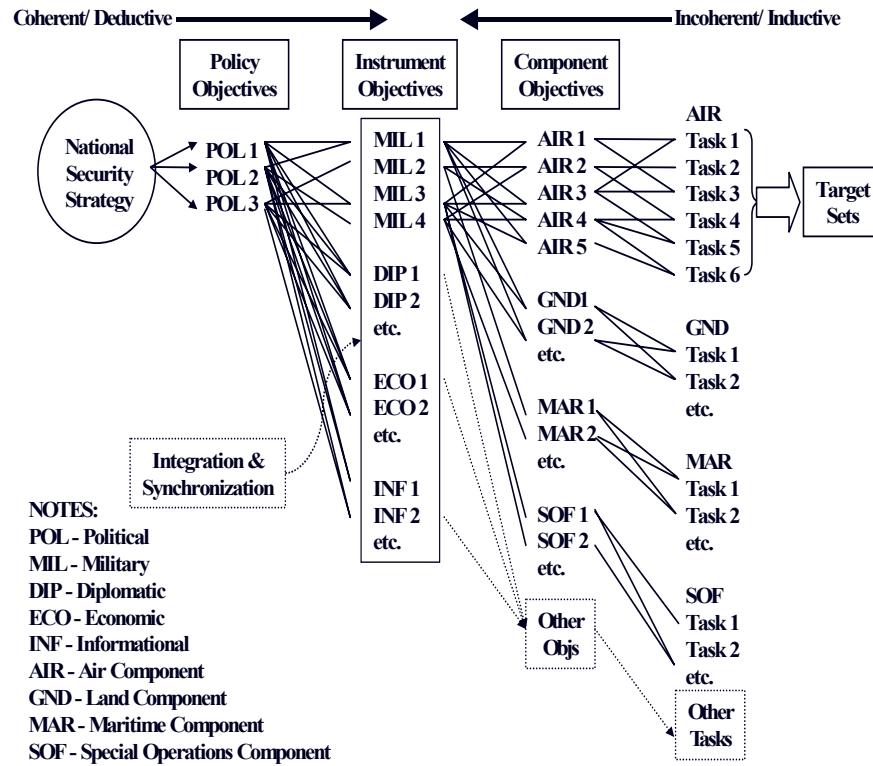 Coherent/ Deductive
Incoherent/ Inductive
Policy
Objectives
Instrument
Objectives
Component
Objectives
National
Security
Strategy
POL 1
POL 2
POL 3
MIL 1
MIL 2
MIL 3
MIL 4
DIP 1
DIP 2
etc.
ECO 1
ECO 2
etc.
INF 1
INF 2
etc.
Integration &
Synchronization
AIR 1
AIR 2
AIR 3
AIR 4
AIR 5
GND1
GND 2
etc.
MAR 1
MAR 2
etc.
SOF 1
SOF 2
etc.
Other
Objs
AIR
Task 1
Task 2
Task 3
Task 4
Task 5
Task 6
GND
Task 1
Task 2
etc.
MAR
Task 1
Task 2
etc.
SOF
Task 1
Task 2
etc.
Other
Tasks
Target
Sets
NOTES:
POL - Political
MIL - Military
DIP - Diplomatic
ECO - Economic
INF - Informational
AIR - Air Component
GND - Land Component
MAR - Maritime Component
SOF - Special Operations Component